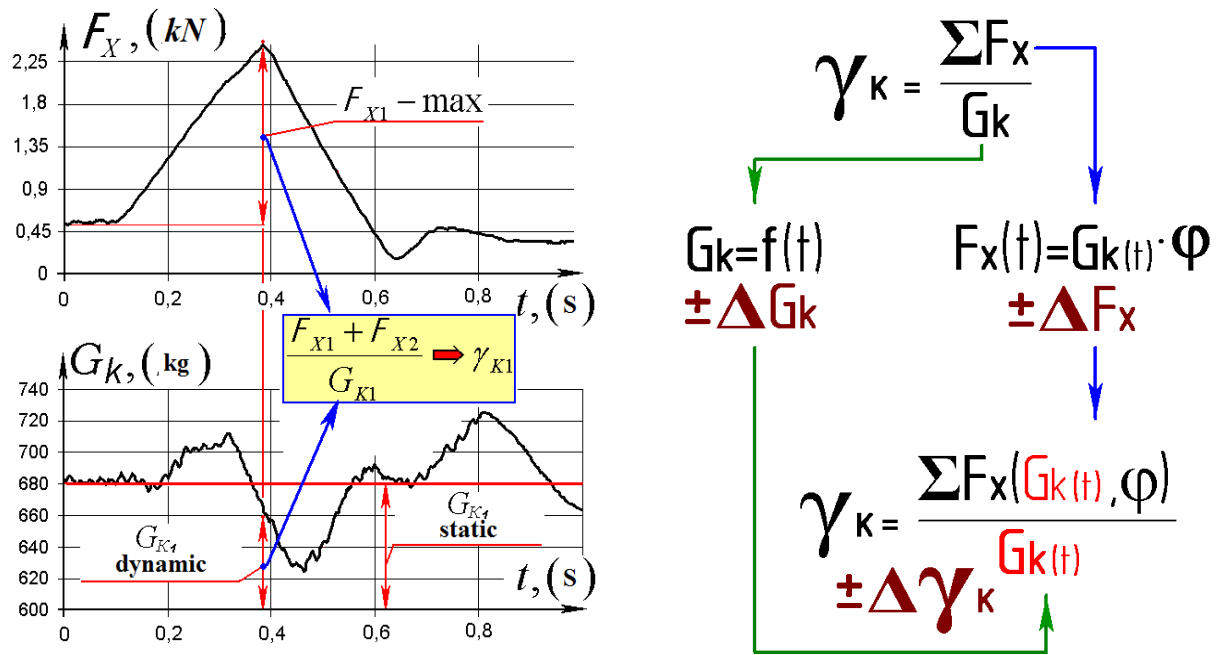 F_X, (kN)
2,25
1,8
1,35
0,9
0,45
0
0 0,2 0,4 0,6 0,8
t, (s)
F_X1 – max
(F_X1 + F_X2) / G_K1 ➡ γ_K1
G_k, (kg)
740
720
700
680
660
640
620
600
0 0,2 0,4 0,6 0,8
t, (s)
G_K1
dynamic
G_K1
static
γ_K = ΣFx / Gk
Gk=f(t)
± ΔGk
Fx(t)=Gk(t)·φ
± ΔFx
γ_K = ΣFx(Gk(t),φ) / Gk(t)
± Δγ_K